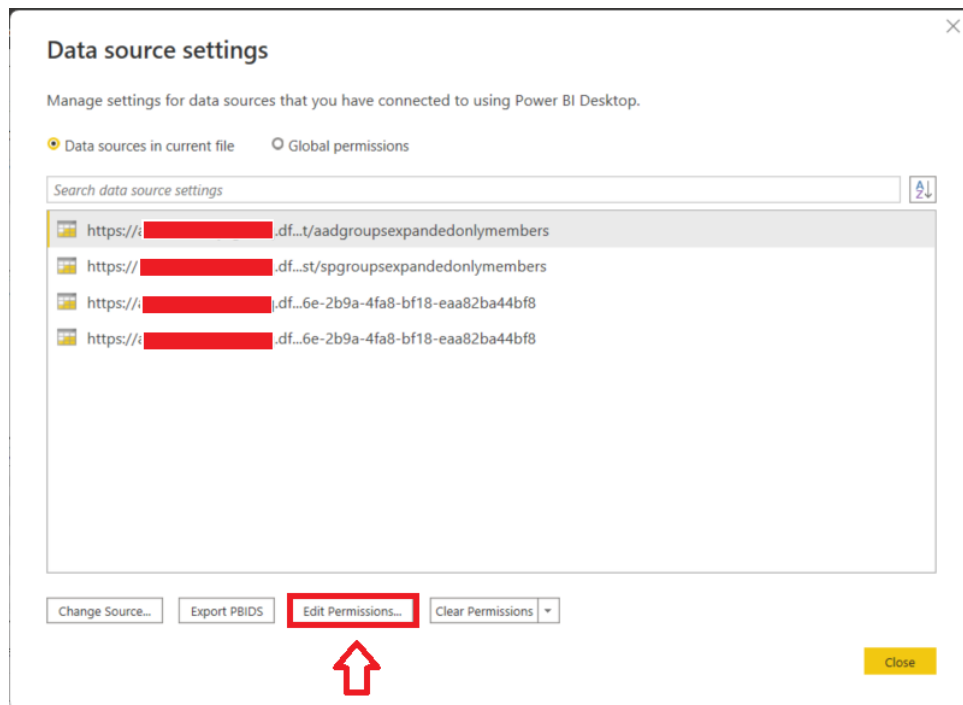 Data source settings
Manage settings for data sources that you have connected to using Power BI Desktop.
Data sources in current file Global permissions
Search data source settings
https:// .df...t/aadgroupsexpandedonlymembers
https:// .df...st/spgroupsexpandedonlymembers
https:// .df...6e-2b9a-4fa8-bf18-eaa82ba44bf8
https:// .df...6e-2b9a-4fa8-bf18-eaa82ba44bf8
Change Source... Export PBIDS Edit Permissions... Clear Permissions
Close